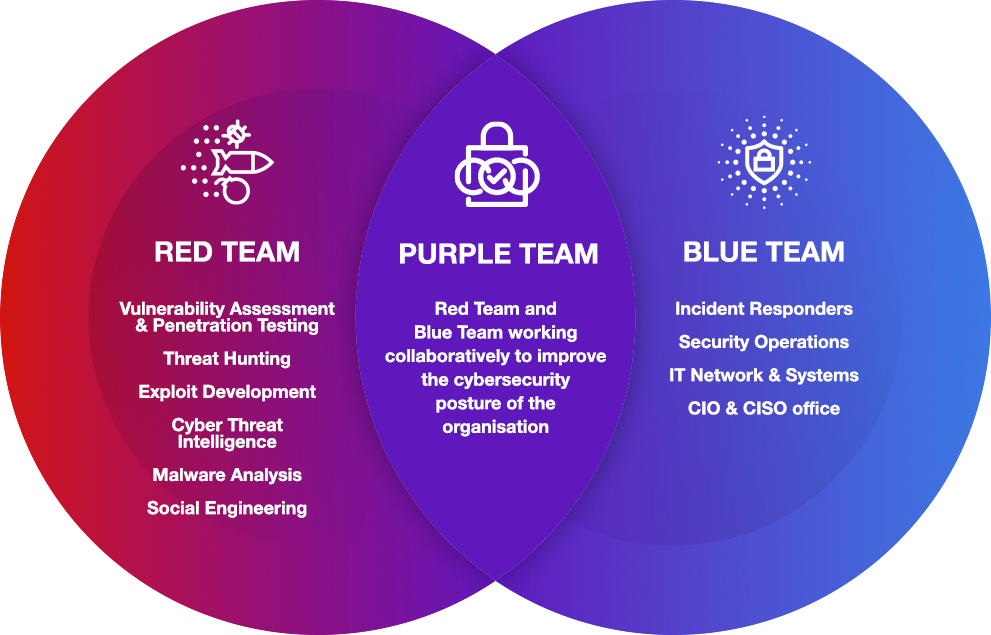 RED TEAM
Vulnerability Assessment
& Penetration Testing
Threat Hunting
Exploit Development
Cyber Threat
Intelligence
Malware Analysis
Social Engineering
PURPLE TEAM
Red Team and
Blue Team working
collaboratively to improve
the cybersecurity
posture of the
organisation
BLUE TEAM
Incident Responders
Security Operations
IT Network & Systems
CIO & CISO office